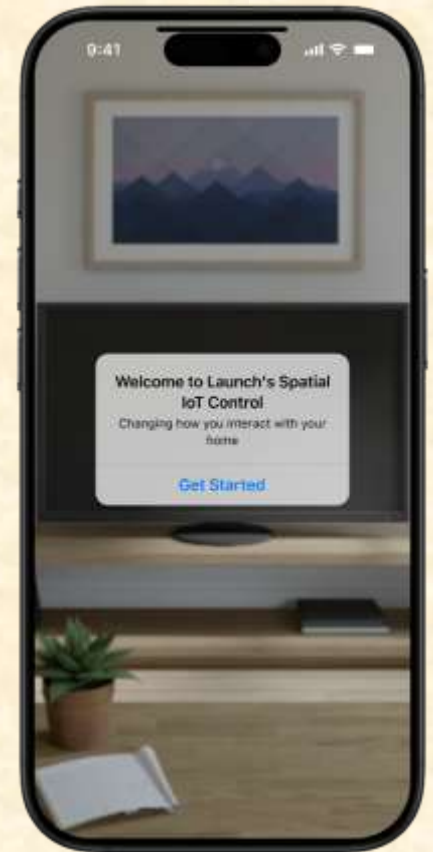 9:41
Welcome to Launch's Spatial
IoT Control
Changing how you interact with your
home
Get Started